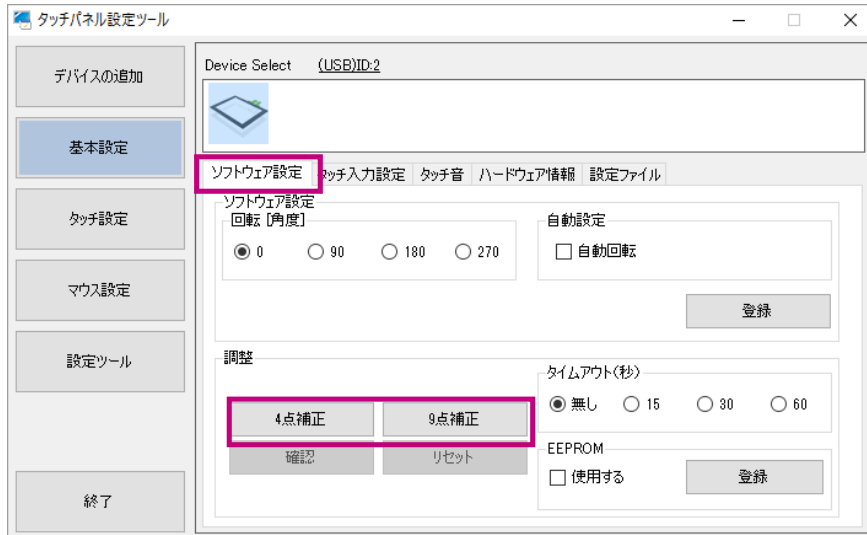 タッチパネル設定ツール
デバイスの追加
基本設定
タッチ設定
マウス設定
設定ツール
終了
Device Select (USB)ID:2
ソフトウェア設定 タッチ入力設定 タッチ音 ハードウェア情報 設定ファイル
ソフトウェア設定
回転 [角度]
0 90 180 270
自動設定
自動回転
登録
調整
4点補正 9点補正
確認 リセット
タイムアウト(秒)
無し 15 30 60
EEPROM
使用する
登録